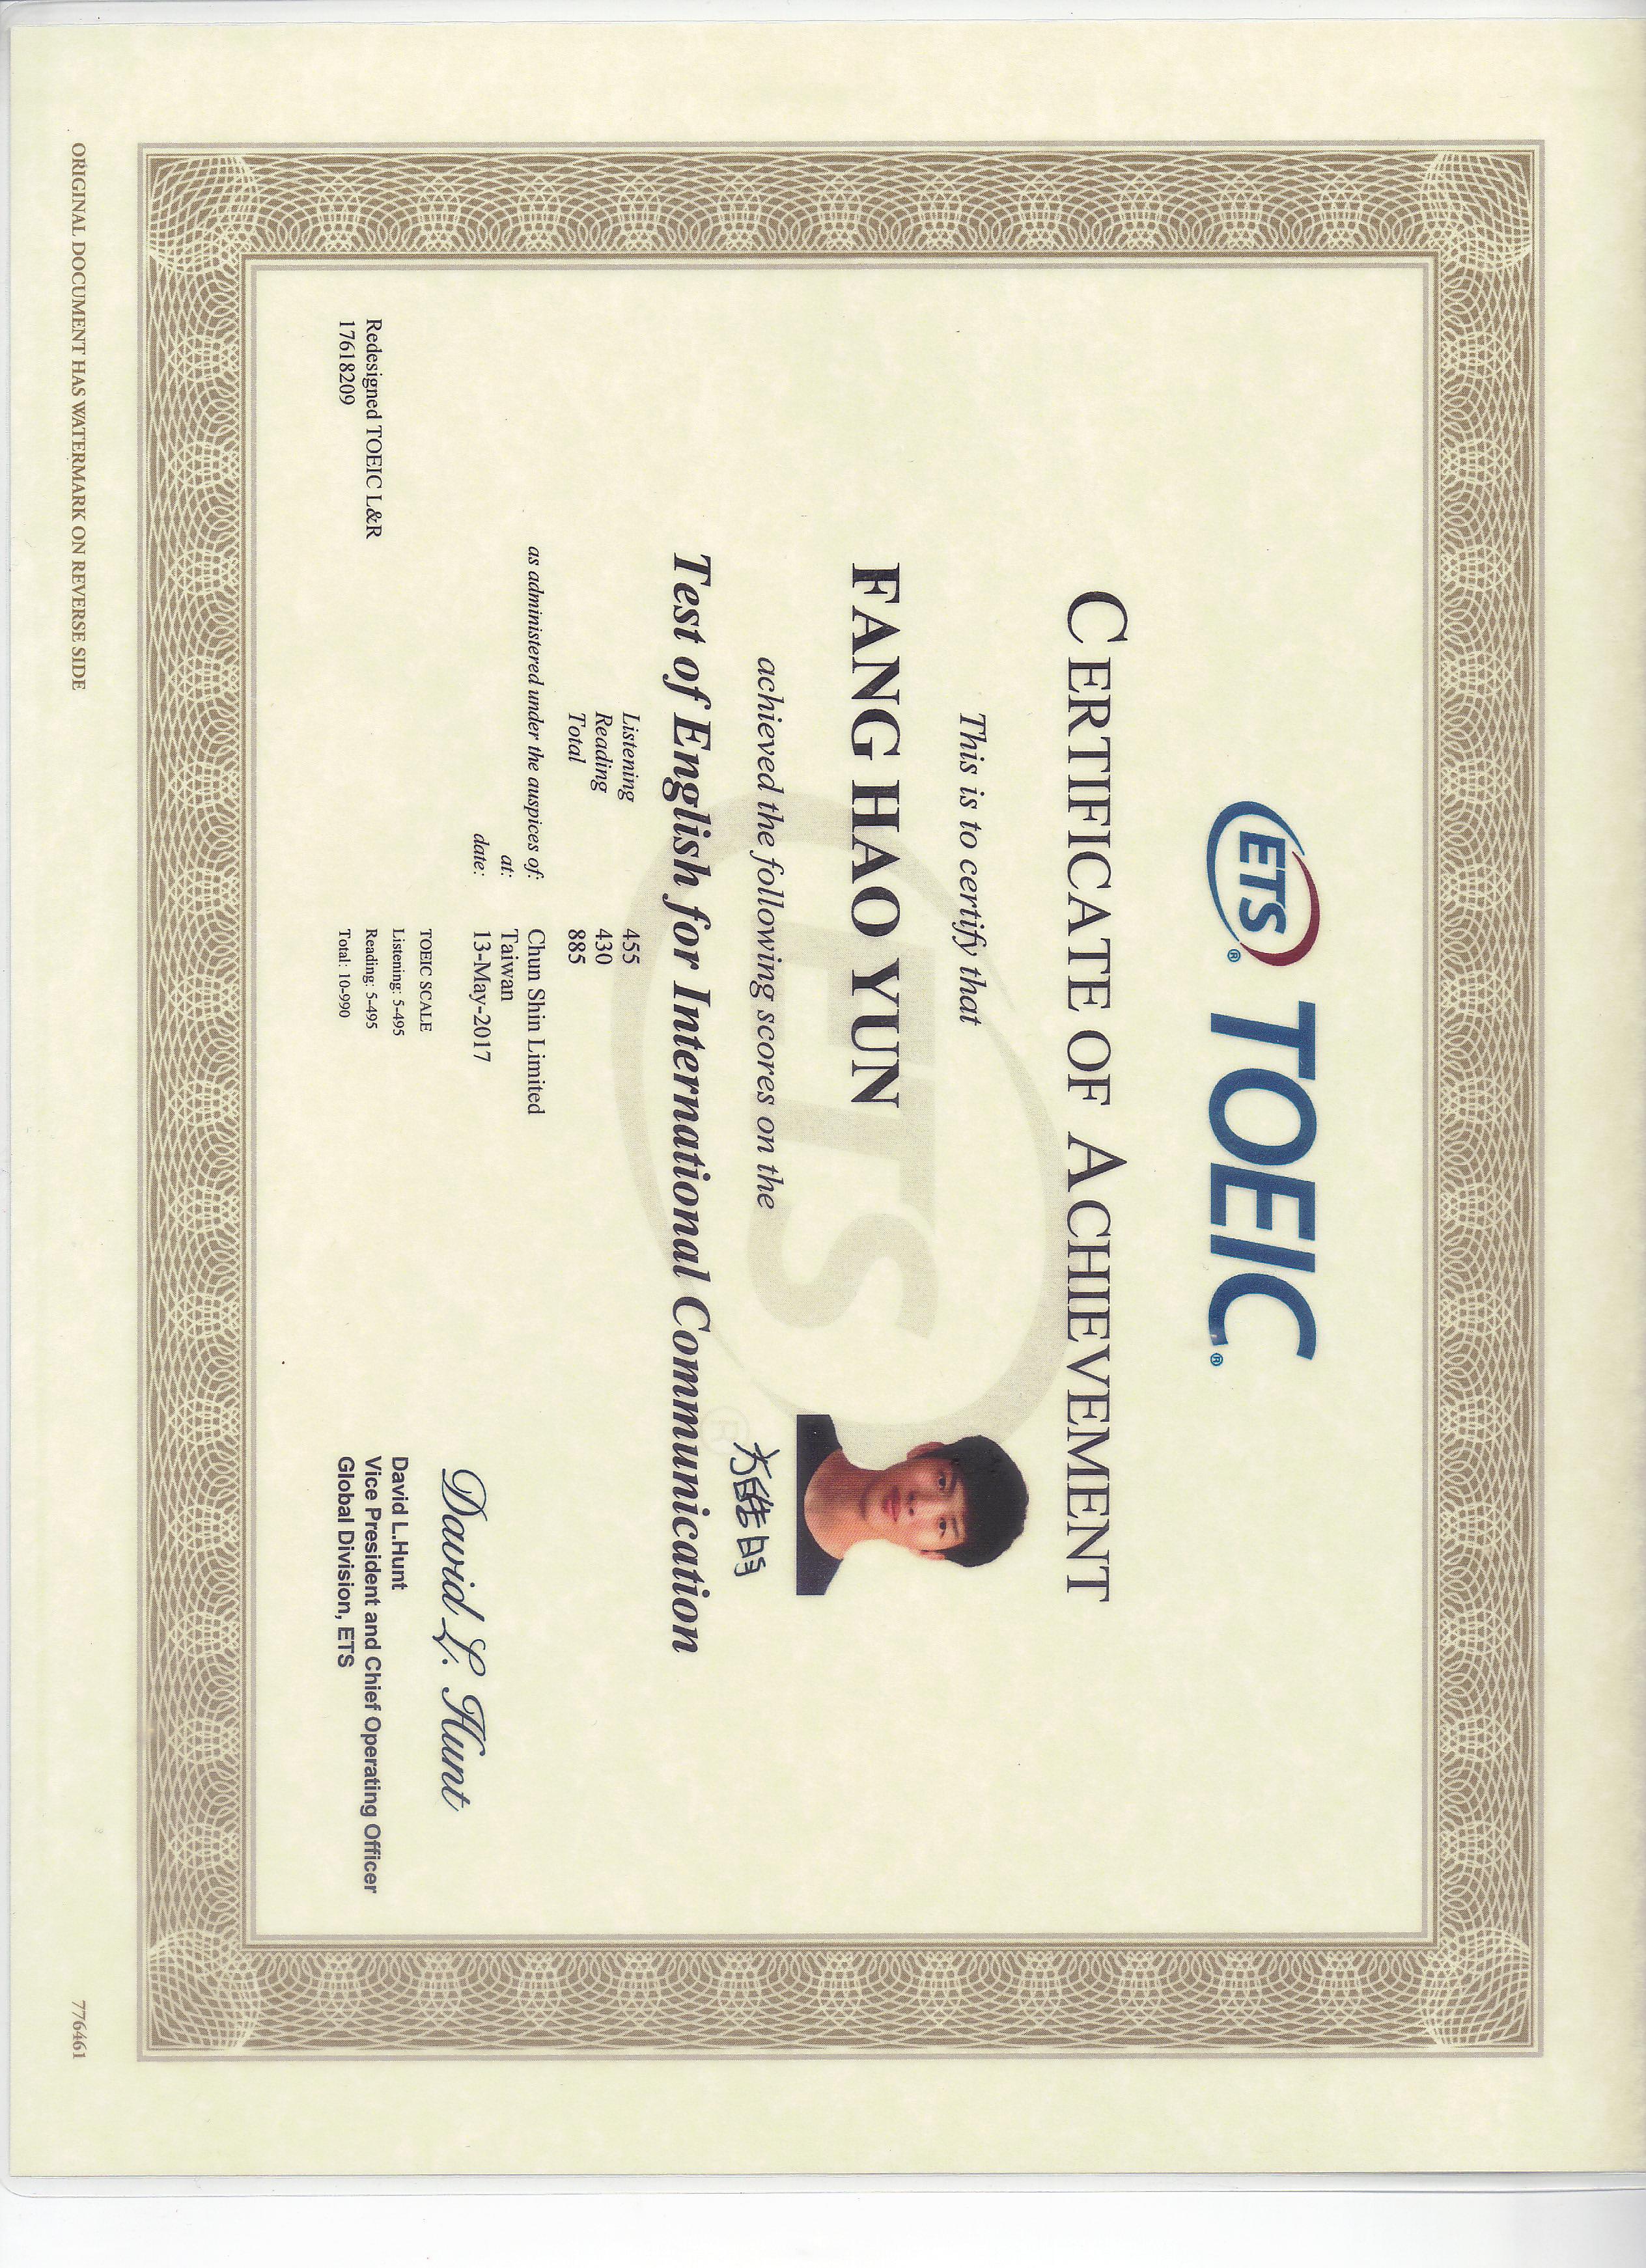 ETS® TOEIC®
CERTIFICATE OF ACHIEVEMENT
This is to certify that
FANG HAO YUN
achieved the following scores on the
方皓昀
Test of English for International Communication
Listening 455
Reading 430
Total 885
as administered under the auspices of: Chun Shin Limited
at: Taiwan
date: 13-May-2017
TOEIC SCALE
Listening: 5-495
Reading: 5-495
Total: 10-990
Redesigned TOEIC L&R
17618209
David L. Hunt
David L.Hunt
Vice President and Chief Operating Officer
Global Division, ETS
ETS®
ORIGINAL DOCUMENT HAS WATERMARK ON REVERSE SIDE
776461